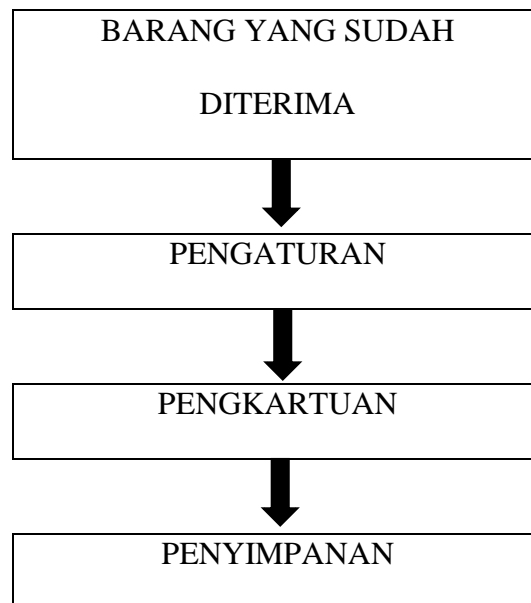 BARANG YANG SUDAH
DITERIMA
PENGATURAN
PENGKARTUAN
PENYIMPANAN